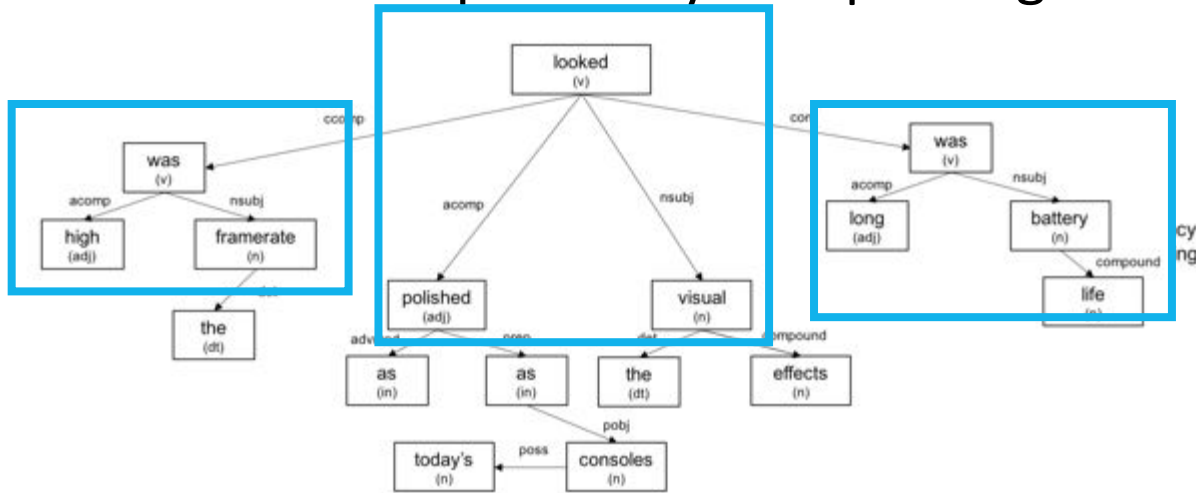 looked
(v)
ccomp
was
(v)
was
(v)
acomp
nsubj
acomp
nsubj
acomp
nsubj
high
(adj)
framerate
(n)
long
(adj)
battery
(n)
compound
polished
(adj)
visual
(n)
life
(n)
the
(dt)
compound
as
(in)
as
(in)
the
(dt)
effects
(n)
pobj
today's
(n)
poss
consoles
(n)